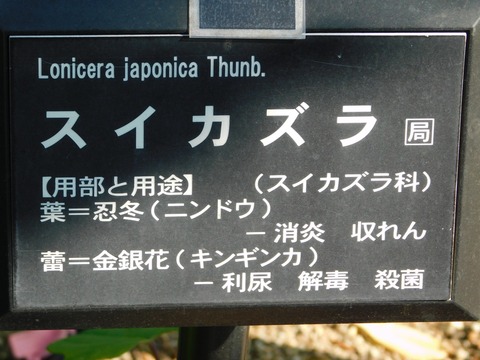 Lonicera japonica Thunb.
スイカズラ 局
【用部と用途】 （スイカズラ科）
葉＝忍冬（ニンドウ）
－消炎 収れん
蕾＝金銀花（キンギンカ）
－利尿 解毒 殺菌